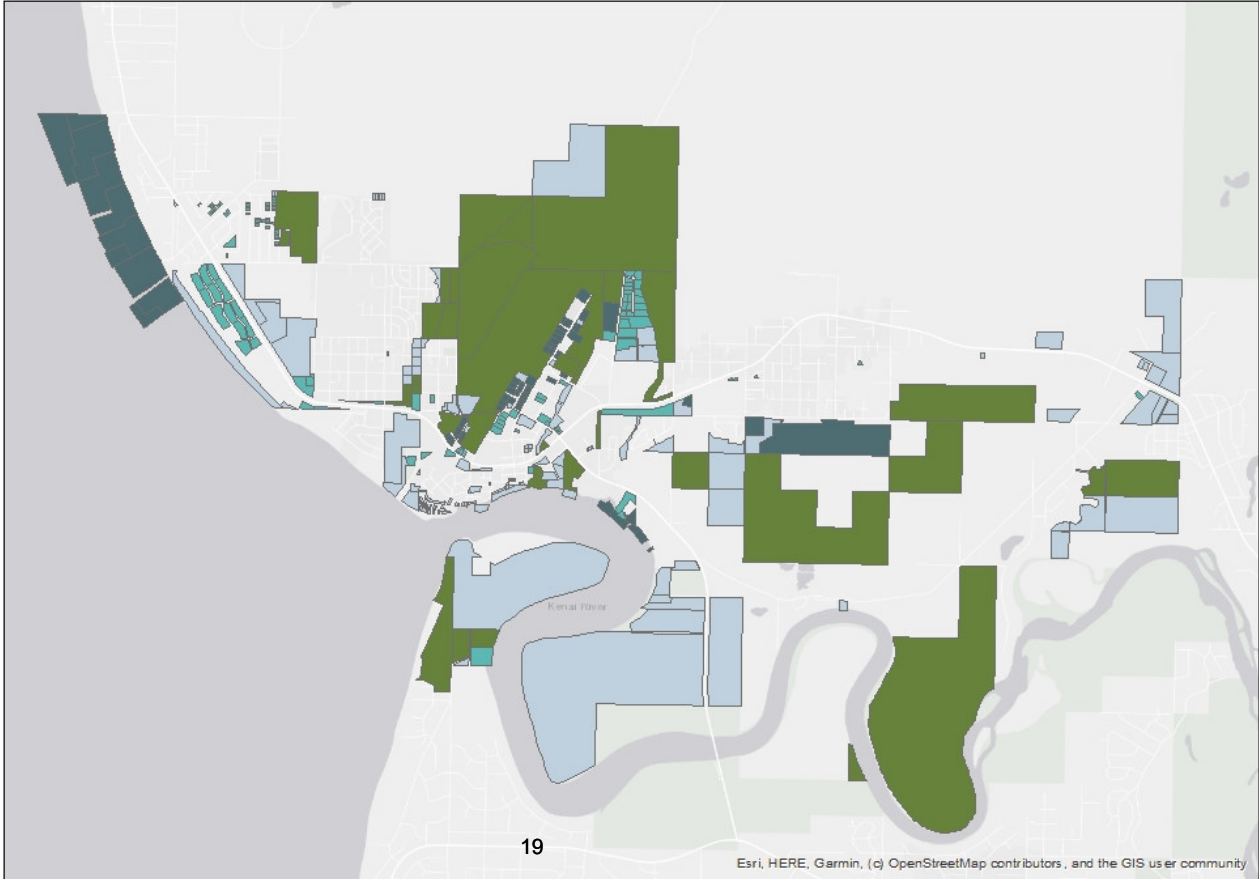 Kenai River
19
Esri, HERE, Garmin, (c) OpenStreetMap contributors, and the GIS user community